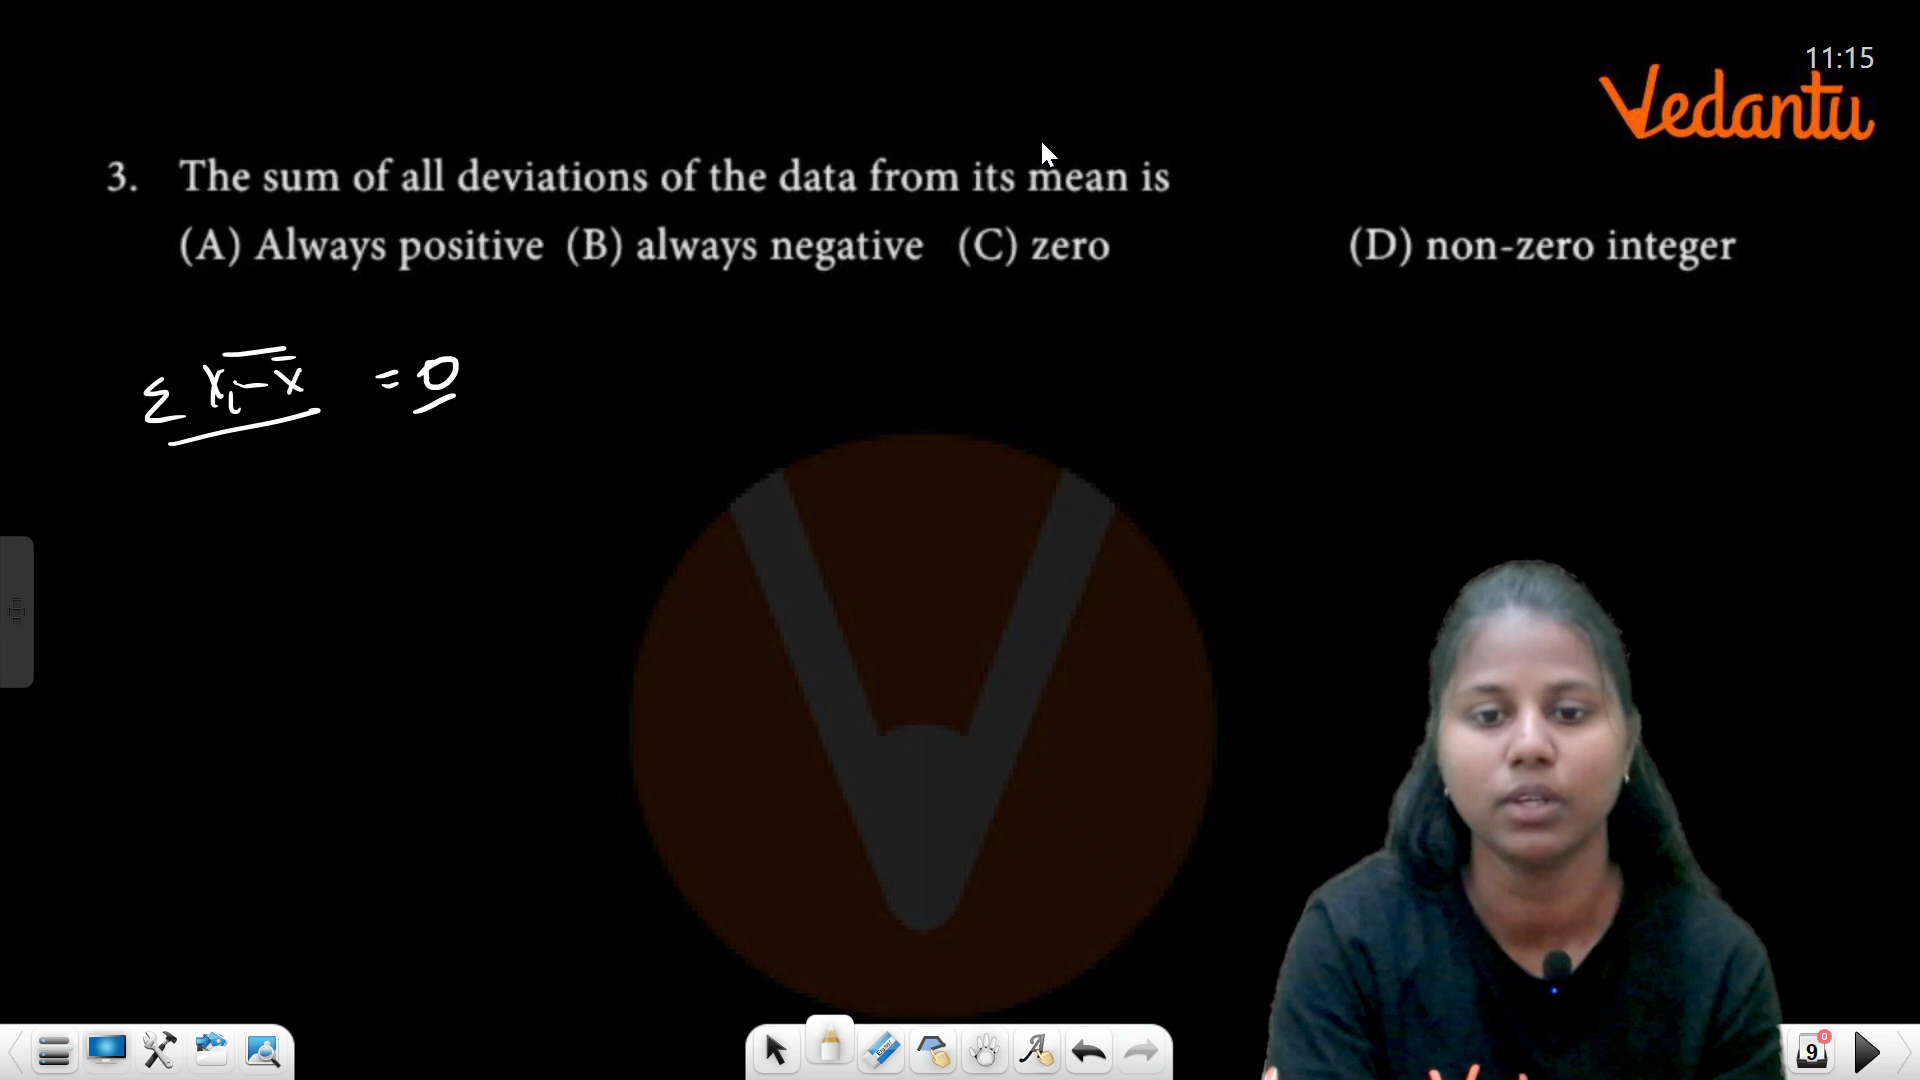 11:15
Vedantu
3. The sum of all deviations of the data from its mean is
(A) Always positive (B) always negative (C) zero (D) non-zero integer
Σ xᵢ - x̄ = 0
9
0